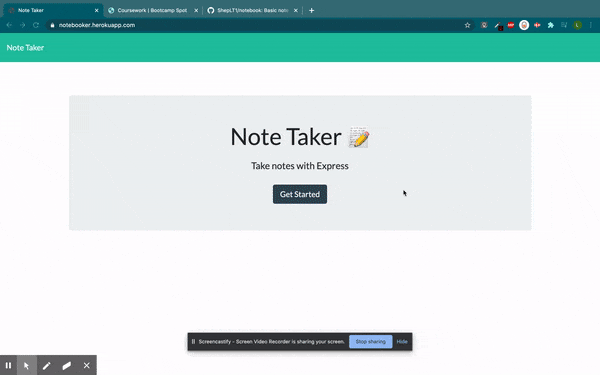 Note Taker
Coursework | Bootcamp Spot
ShepLT1/notebook: Basic note
notebooker.herokuapp.com
Note Taker
Note Taker
Take notes with Express
Get Started
Screencastify - Screen Video Recorder is sharing your screen.
Stop sharing
Hide